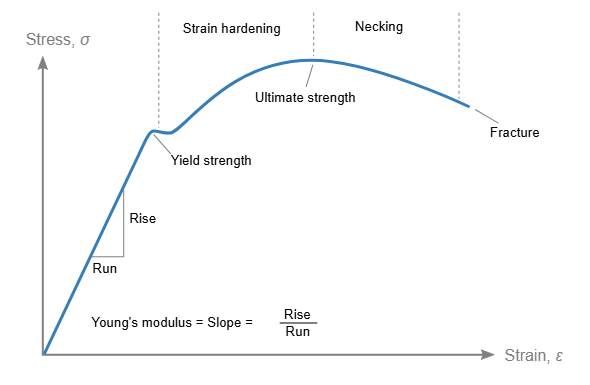 Strain hardening
Necking
Stress, σ
Ultimate strength
Fracture
Yield strength
Rise
Run
Young's modulus = Slope =
Rise
Run
Strain, ε